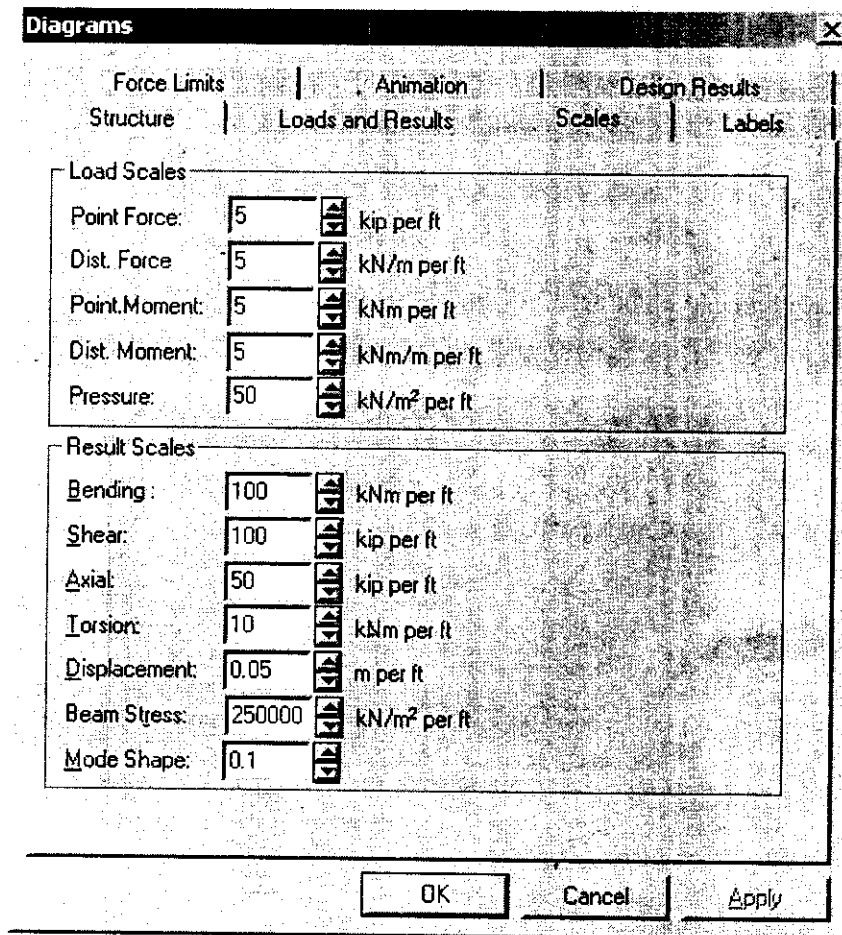 Diagrams
Force Limits Animation Design Results
Structure Loads and Results Scales Labels
Load Scales
Point Force: 5 kip per ft
Dist. Force 5 kN/m per ft
Point.Moment: 5 kNm per ft
Dist. Moment: 5 kNm/m per ft
Pressure: 50 kN/m² per ft
Result Scales
Bending : 100 kNm per ft
Shear: 100 kip per ft
Axial: 50 kip per ft
Torsion: 10 kNm per ft
Displacement: 0.05 m per ft
Beam Stress: 250000 kN/m² per ft
Mode Shape: 0.1
OK Cancel Apply